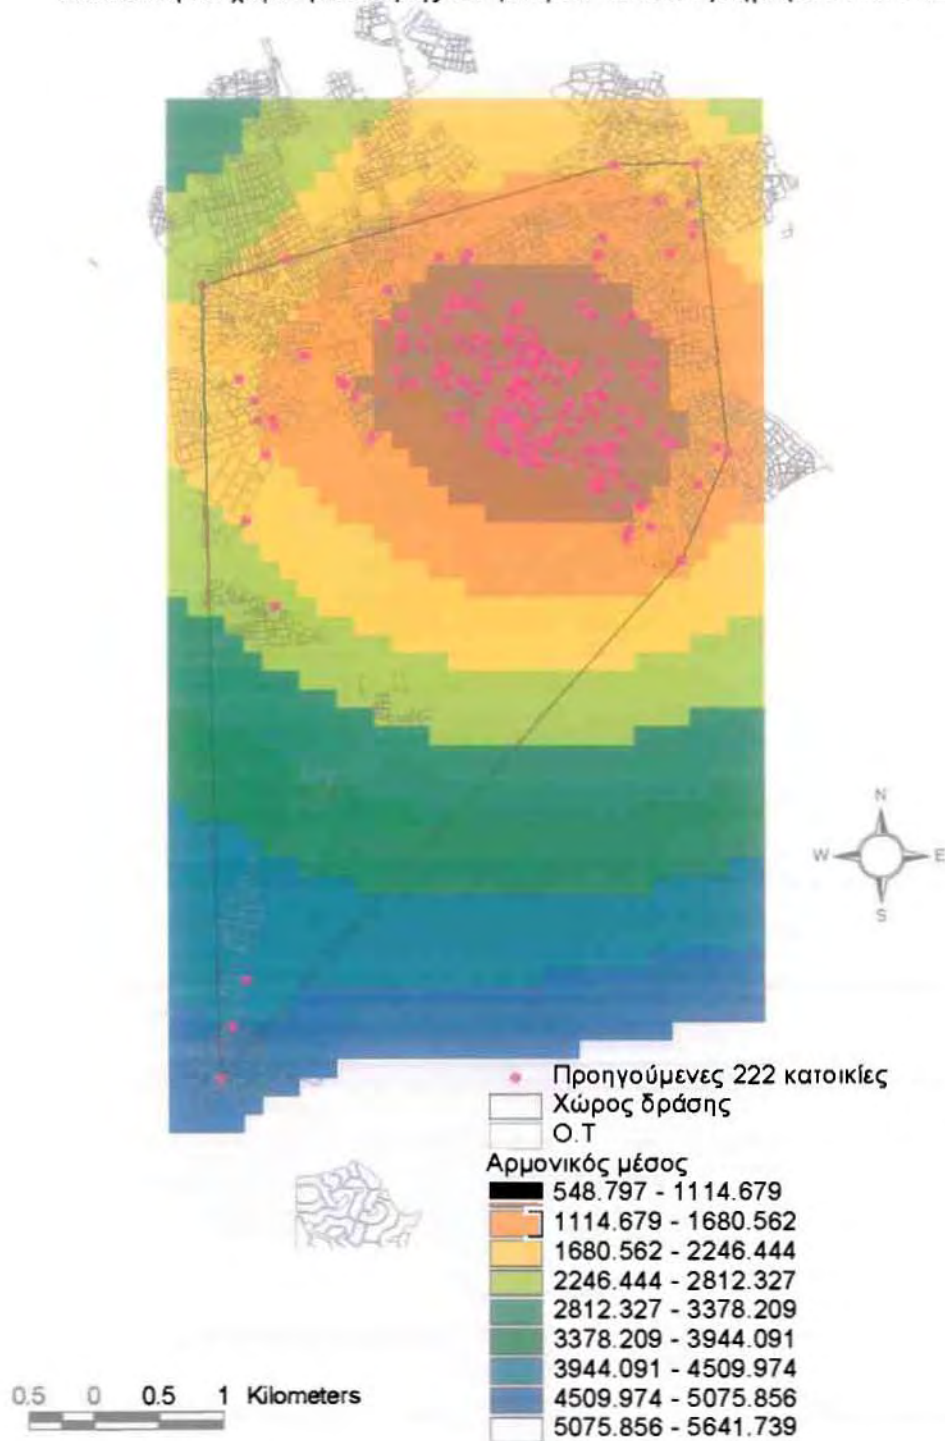 N
W
E
S
Προηγούμενες 222 κατοικίες
Χώρος δράσης
Ο.Τ
Αρμονικός μέσος
548.797 - 1114.679
1114.679 - 1680.562
1680.562 - 2246.444
2246.444 - 2812.327
2812.327 - 3378.209
3378.209 - 3944.091
3944.091 - 4509.974
4509.974 - 5075.856
5075.856 - 5641.739
0.5 0 0.5 1 Kilometers